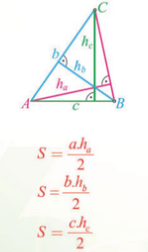 C
h_c
b
h_b
h_a
A
c
B
S = a.h_a / 2
S = b.h_b / 2
S = c.h_c / 2